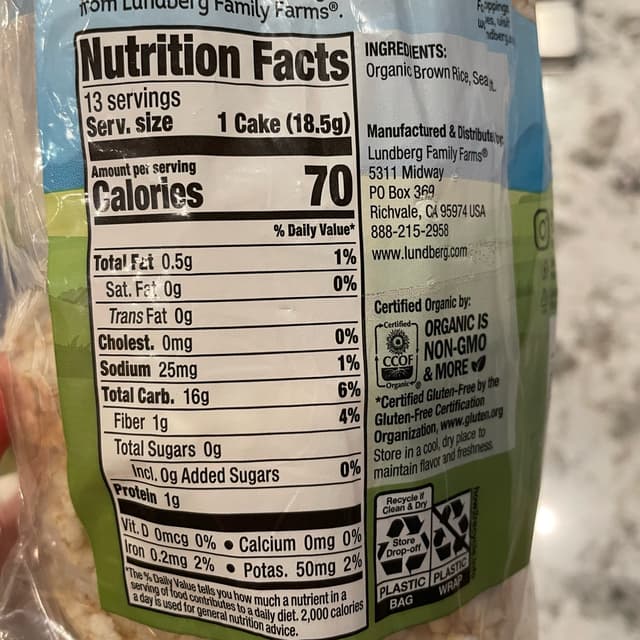 from Lundberg Family Farms®.
Nutrition Facts
13 servings
Serv. size 1 Cake (18.5g)
Amount per serving
Calories 70
% Daily Value*
Total Fat 0.5g 1%
Sat. Fat 0g 0%
Trans Fat 0g
Cholest. 0mg 0%
Sodium 25mg 1%
Total Carb. 16g 6%
Fiber 1g 4%
Total Sugars 0g
Incl. 0g Added Sugars 0%
Protein 1g
Vit. D 0mcg 0% • Calcium 0mg 0%
Iron 0.2mg 2% • Potas. 50mg 2%
*The % Daily Value tells you how much a nutrient in a
serving of food contributes to a daily diet. 2,000 calories
a day is used for general nutrition advice.
INGREDIENTS:
Organic Brown Rice, Sea
Manufactured & Distributed
Lundberg Family Farms®
5311 Midway
PO Box 369
Richvale, CA 95974 USA
888-215-2958
www.lundberg.com
Certified Organic by:
Certified
CCOF
Organic
ORGANIC IS
NON-GMO
& MORE
*Certified Gluten-Free by the
Gluten-Free Certification
Organization, www.gluten.org
Store in a cool, dry place to
maintain flavor and freshness.
Recycle if
Clean & Dry
Store
Drop-off
PLASTIC
BAG
PLASTIC
WRAP